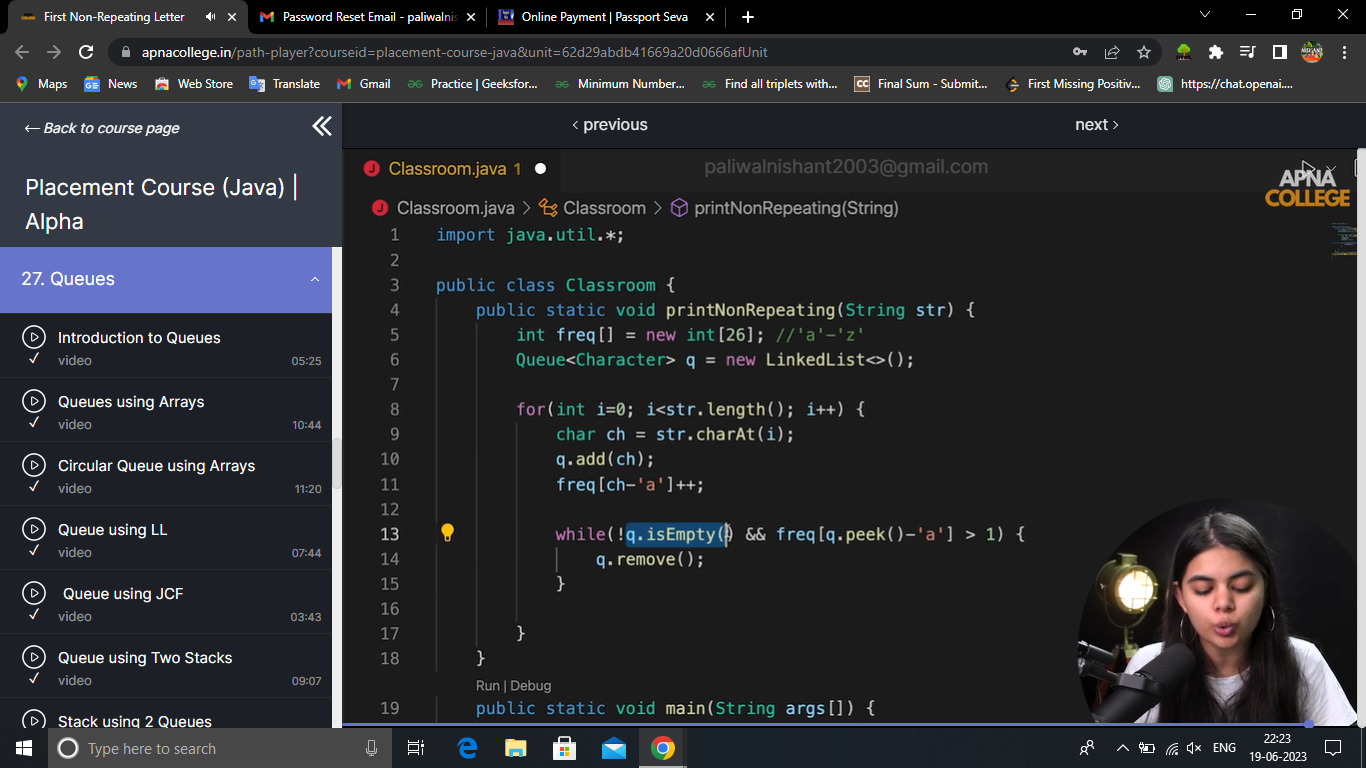 First Non-Repeating Letter
Password Reset Email - paliwalnis
Online Payment | Passport Seva
apnacollege.in/path-player?courseid=placement-course-java&unit=62d29abdb41669a20d0666afUnit
Maps
News
Web Store
Translate
Gmail
Practice | Geeksfor...
Minimum Number...
Find all triplets with...
CC
Final Sum - Submit...
First Missing Positiv...
https://chat.openai....
← Back to course page
‹ previous
next ›
Placement Course (Java) |
Alpha
27. Queues
Introduction to Queues
video 05:25
Queues using Arrays
video 10:44
Circular Queue using Arrays
video 11:20
Queue using LL
video 07:44
Queue using JCF
video 03:43
Queue using Two Stacks
video 09:07
Stack using 2 Queues
J Classroom.java 1
paliwalnishant2003@gmail.com
APNA
COLLEGE
J Classroom.java > Classroom > printNonRepeating(String)
1 import java.util.*;
2
3 public class Classroom {
4 public static void printNonRepeating(String str) {
5 int freq[] = new int[26]; //'a'-'z'
6 Queue<Character> q = new LinkedList<>();
7
8 for(int i=0; i<str.length(); i++) {
9 char ch = str.charAt(i);
10 q.add(ch);
11 freq[ch-'a']++;
12
13 while(!q.isEmpty() && freq[q.peek()-'a'] > 1) {
14 q.remove();
15 }
16
17 }
18 }
Run | Debug
19 public static void main(String args[]) {
Type here to search
ENG
22:23
19-06-2023